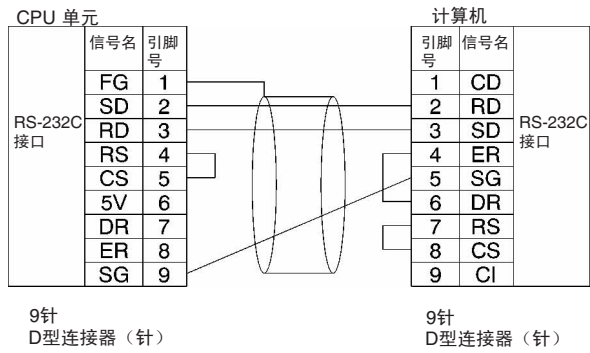 CPU 单元
计算机
信号名 引脚号
引脚号 信号名
FG 1
SD 2
RD 3
RS 4
CS 5
5V 6
DR 7
ER 8
SG 9
RS-232C
接口
1 CD
2 RD
3 SD
4 ER
5 SG
6 DR
7 RS
8 CS
9 CI
RS-232C
接口
9针
D型连接器（针）
9针
D型连接器（针）